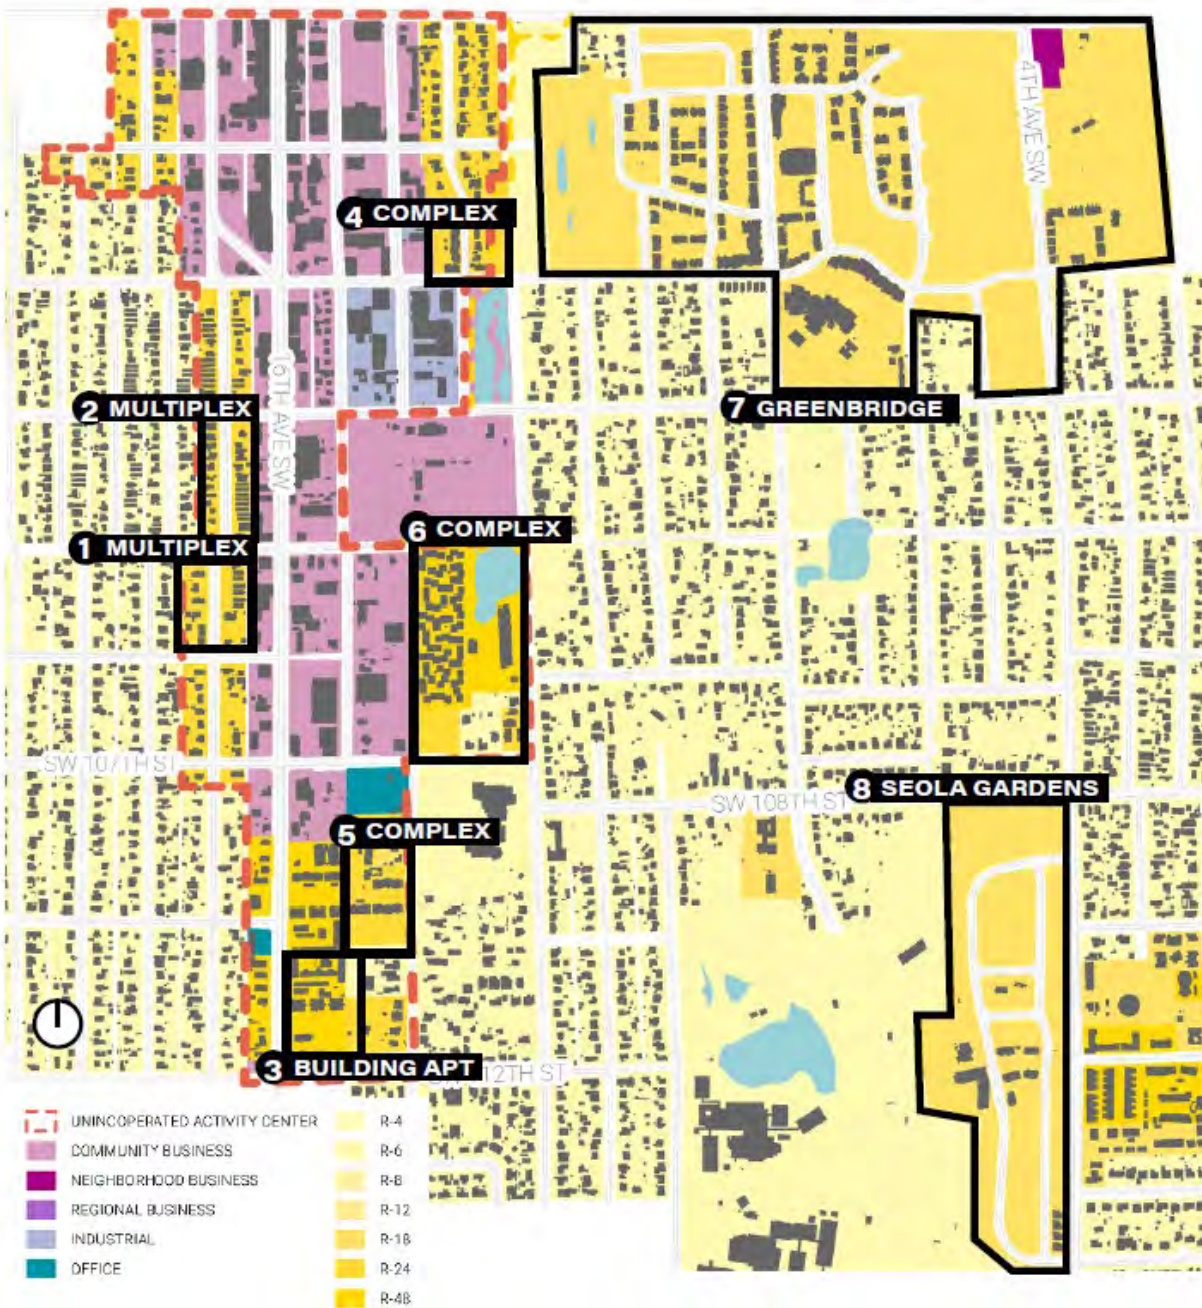 4TH AVE SW
4 COMPLEX
16TH AVE SW
2 MULTIPLEX
7 GREENBRIDGE
6 COMPLEX
1 MULTIPLEX
SW 107TH ST
8 SEOLA GARDENS
SW 108TH ST
5 COMPLEX
3 BUILDING APT
12TH ST
UNINCOPERATED ACTIVITY CENTER
COMMUNITY BUSINESS
NEIGHBORHOOD BUSINESS
REGIONAL BUSINESS
INDUSTRIAL
OFFICE
R-4
R-6
R-8
R-12
R-18
R-24
R-48